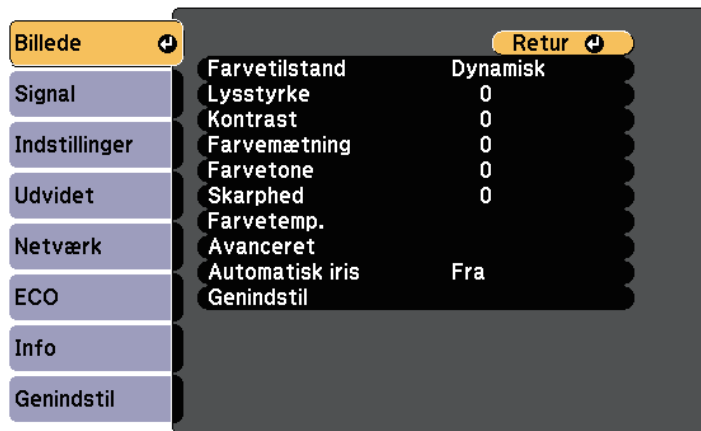 Billede
Signal
Indstillinger
Udvidet
Netværk
ECO
Info
Genindstil
Retur
Farvetilstand Dynamisk
Lysstyrke 0
Kontrast 0
Farvemætning 0
Farvetone 0
Skarphed 0
Farvetemp.
Avanceret
Automatisk iris Fra
Genindstil